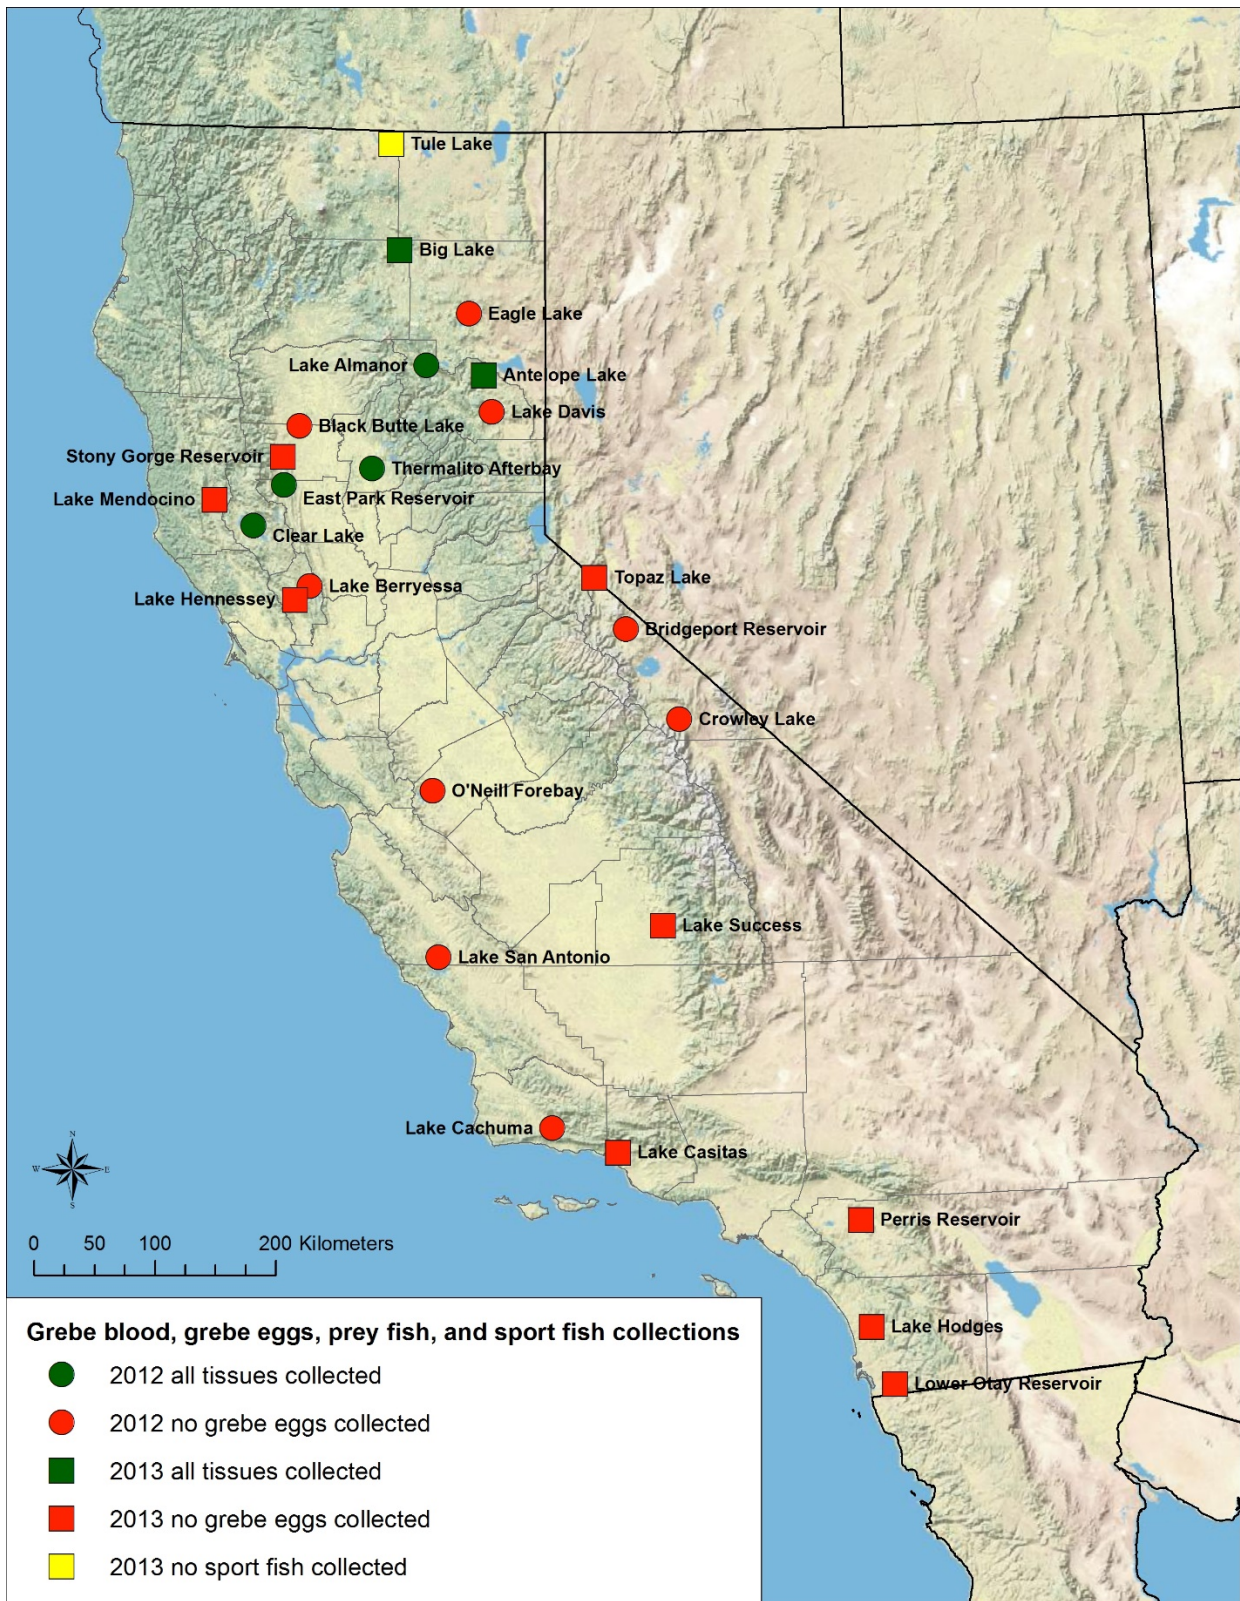 Tule Lake
Big Lake
Eagle Lake
Lake Almanor
Antelope Lake
Lake Davis
Black Butte Lake
Stony Gorge Reservoir
Thermalito Afterbay
Lake Mendocino
East Park Reservoir
Clear Lake
Topaz Lake
Lake Berryessa
Lake Hennessey
Bridgeport Reservoir
Crowley Lake
O'Neill Forebay
Lake Success
Lake San Antonio
Lake Cachuma
Lake Casitas
N
W E
S
Perris Reservoir
0 50 100 200 Kilometers
Lake Hodges
Lower Otay Reservoir
Grebe blood, grebe eggs, prey fish, and sport fish collections
2012 all tissues collected
2012 no grebe eggs collected
2013 all tissues collected
2013 no grebe eggs collected
2013 no sport fish collected